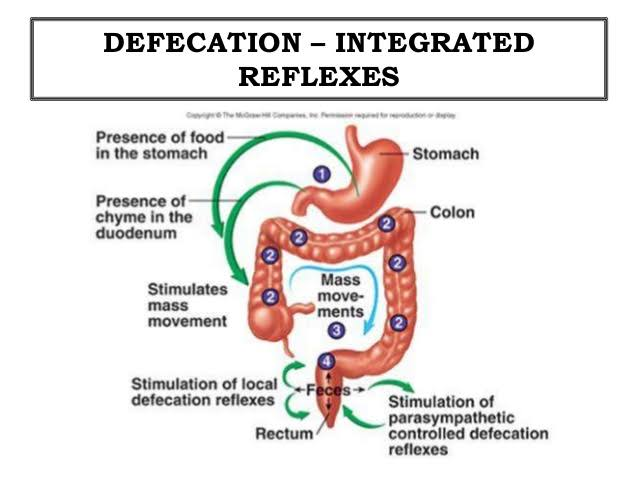 DEFECATION – INTEGRATED
REFLEXES
Copyright © The McGraw-Hill Companies, Inc. Permission required for reproduction or display.
Presence of food
in the stomach
1
Stomach
Presence of
chyme in the
duodenum
Colon
2
2
2
2
2
2
Stimulates
mass
movement
Mass
move-
ments
3
4
Stimulation of local
defecation reflexes
Feces
Stimulation of
parasympathetic
controlled defecation
reflexes
Rectum